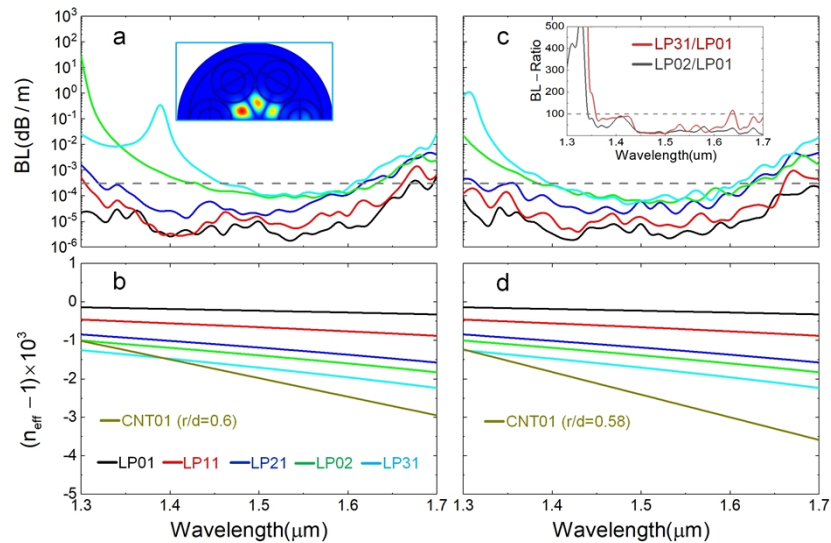 a
c
BL(dB / m)
10³
10²
10¹
10⁰
10⁻¹
10⁻²
10⁻³
10⁻⁴
10⁻⁵
10⁻⁶
BL – Ratio
500
400
300
200
100
LP31/LP01
LP02/LP01
1.3 1.4 1.5 1.6 1.7
Wavelength(um)
b
d
(n_eff – 1)×10³
1
0
-1
-2
-3
-4
-5
CNT01 (r/d=0.6)
CNT01 (r/d=0.58)
LP01 LP11 LP21 LP02 LP31
1.3 1.4 1.5 1.6 1.7
1.3 1.4 1.5 1.6 1.7
Wavelength(μm)
Wavelength(μm)